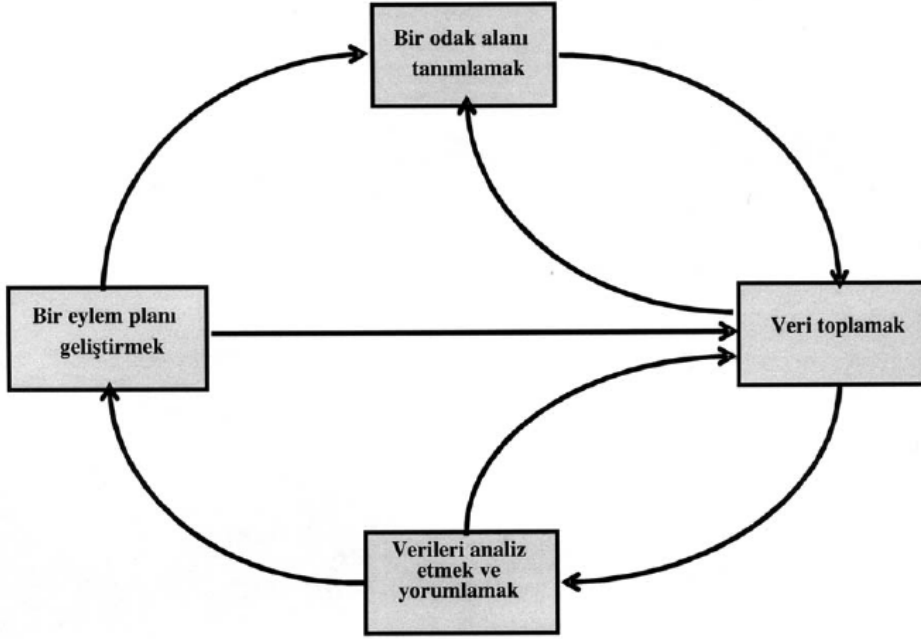 Bir odak alanı
tanımlamak
Bir eylem planı
geliştirmek
Veri toplamak
Verileri analiz
etmek ve
yorumlamak